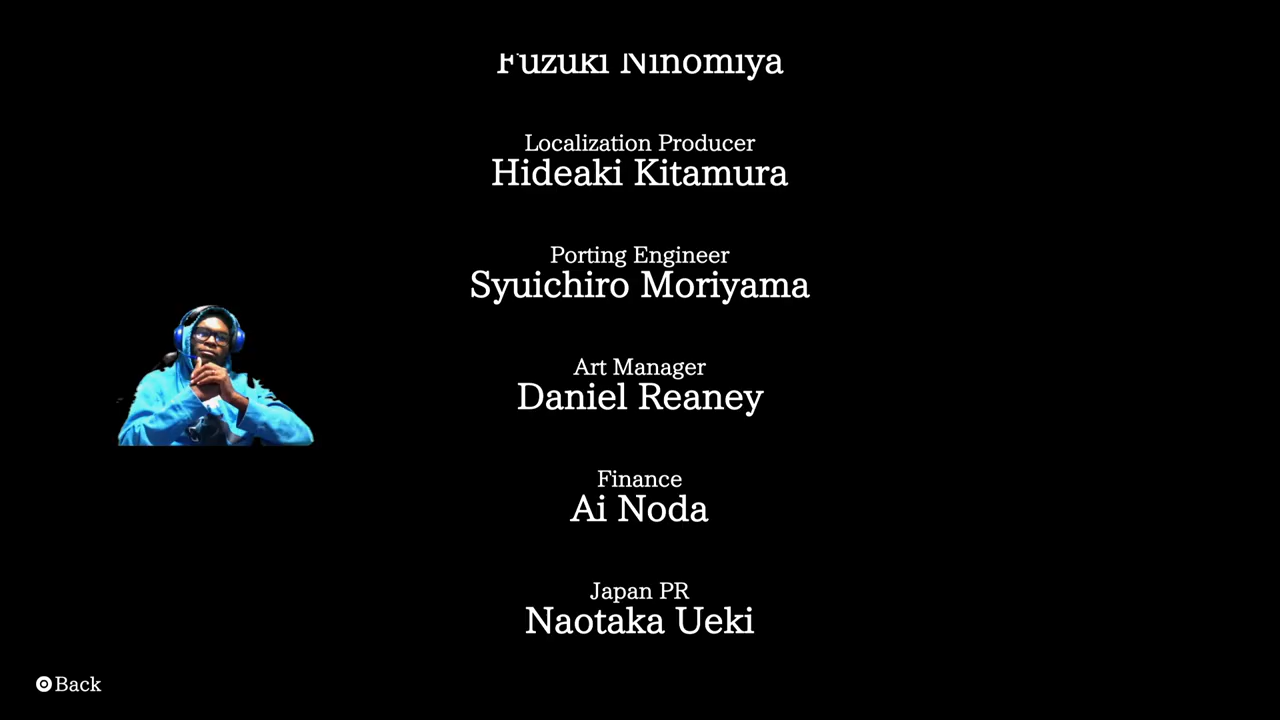 Fuzuki Ninomiya
Localization Producer
Hideaki Kitamura
Porting Engineer
Syuichiro Moriyama
Art Manager
Daniel Reaney
Finance
Ai Noda
Japan PR
Naotaka Ueki
Back